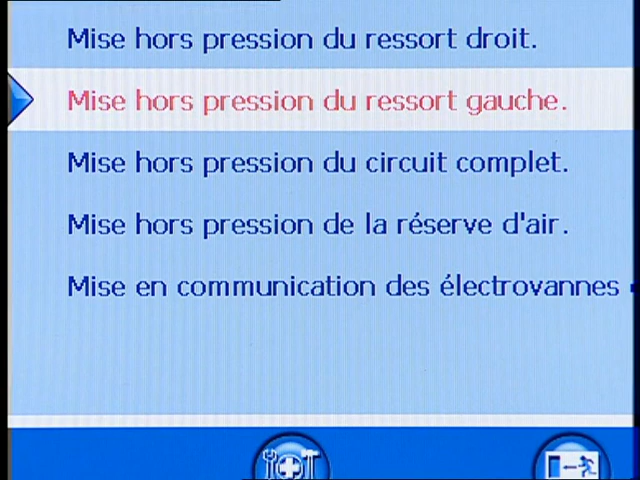 Mise hors pression du ressort droit.
Mise hors pression du ressort gauche.
Mise hors pression du circuit complet.
Mise hors pression de la réserve d'air.
Mise en communication des électrovannes